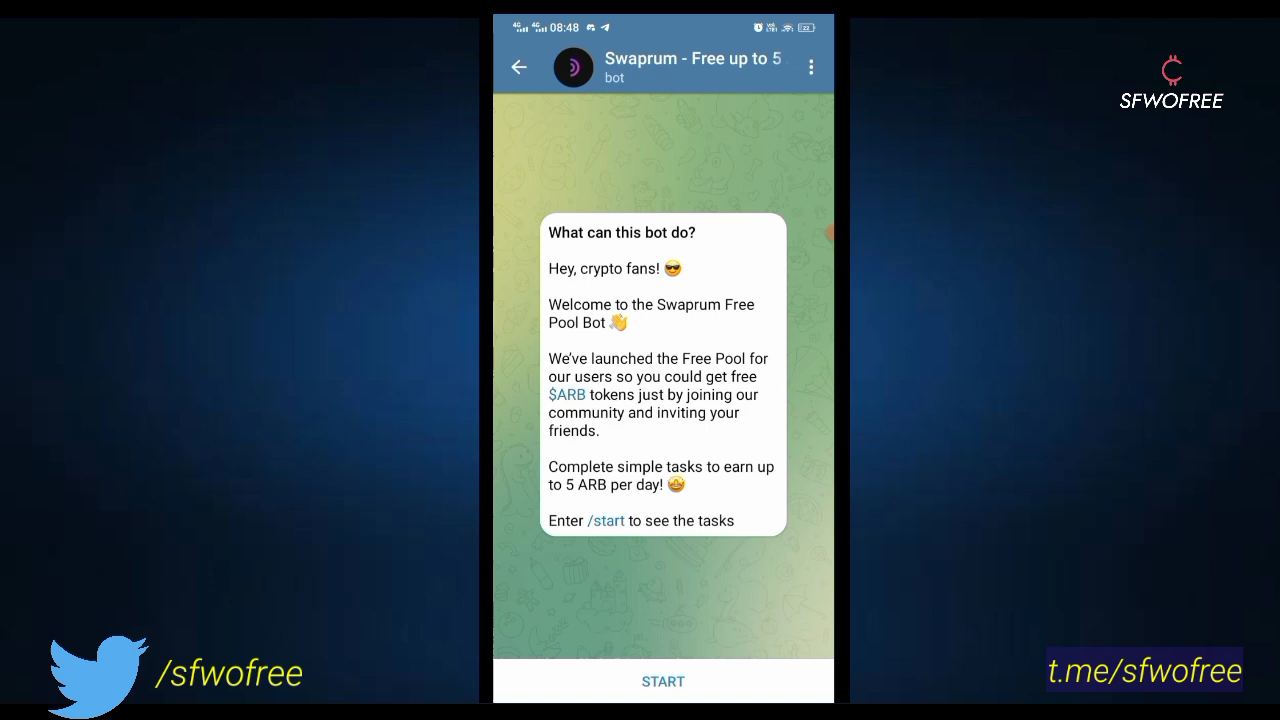 4G 4G 08:48
Swaprum - Free up to 5
bot
SFWOFREE
What can this bot do?
Hey, crypto fans! 😎
Welcome to the Swaprum Free
Pool Bot 👋
We've launched the Free Pool for
our users so you could get free
$ARB tokens just by joining our
community and inviting your
friends.
Complete simple tasks to earn up
to 5 ARB per day! 🤩
Enter /start to see the tasks
START
/sfwofree
t.me/sfwofree